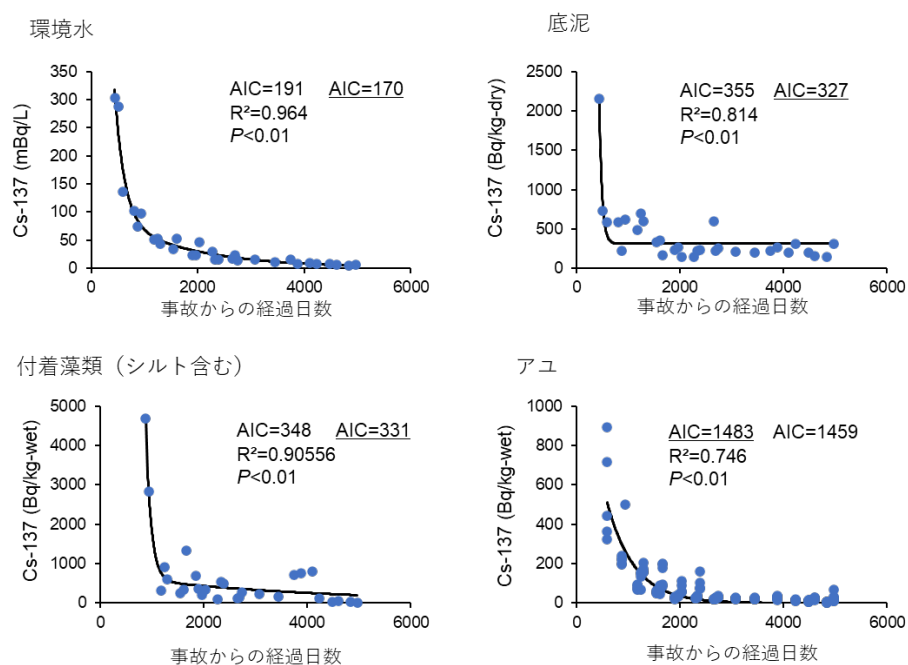 環境水
Cs-137 (mBq/L)
350
300
250
200
150
100
50
0
0 2000 4000 6000
AIC=191 AIC=170
R²=0.964
P<0.01
事故からの経過日数
底泥
Cs-137 (Bq/kg-dry)
2500
2000
1500
1000
500
0
0 2000 4000 6000
AIC=355 AIC=327
R²=0.814
P<0.01
事故からの経過日数
付着藻類（シルト含む）
Cs-137 (Bq/kg-wet)
5000
4000
3000
2000
1000
0
0 2000 4000 6000
AIC=348 AIC=331
R²=0.90556
P<0.01
事故からの経過日数
アユ
Cs-137 (Bq/kg-wet)
1000
800
600
400
200
0
0 2000 4000 6000
AIC=1483 AIC=1459
R²=0.746
P<0.01
事故からの経過日数